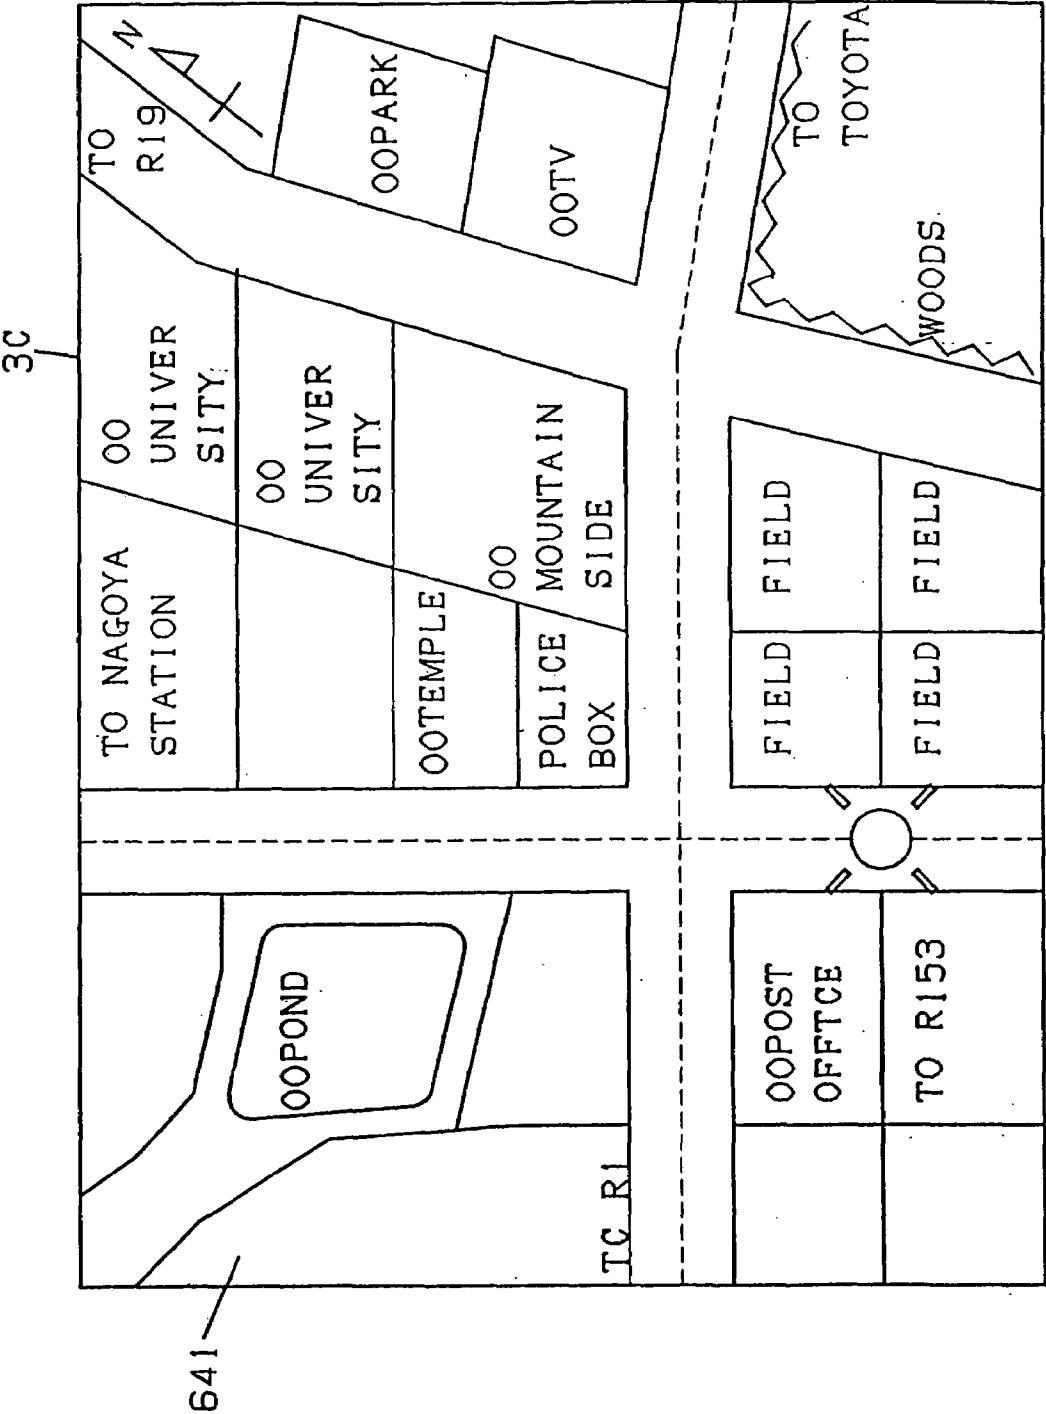 3C
641
TO NAGOYA
STATION
OO
UNIVER
SITY
TO
R19
N
OOPOND
OO
UNIVER
SITY
OOPARK
OOTEMPLE
OO
MOUNTAIN
SIDE
POLICE
BOX
OOTV
TC R1
OOPOST
OFFTCE
FIELD
FIELD
TO
TOYOTA
TO R153
FIELD
FIELD
WOODS